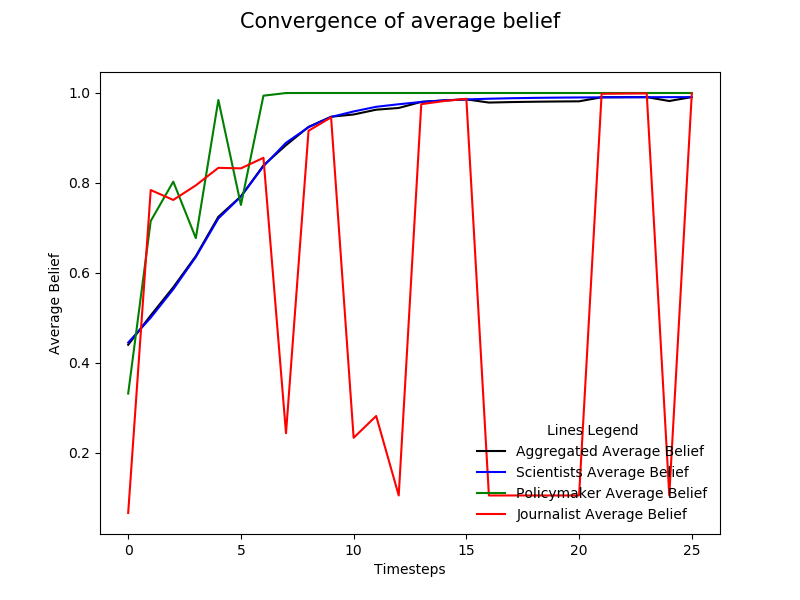 Convergence of average belief
1.0
0.8
0.6
0.4
0.2
Average Belief
Lines Legend
Aggregated Average Belief
Scientists Average Belief
Policymaker Average Belief
Journalist Average Belief
0 5 10 15 20 25
Timesteps